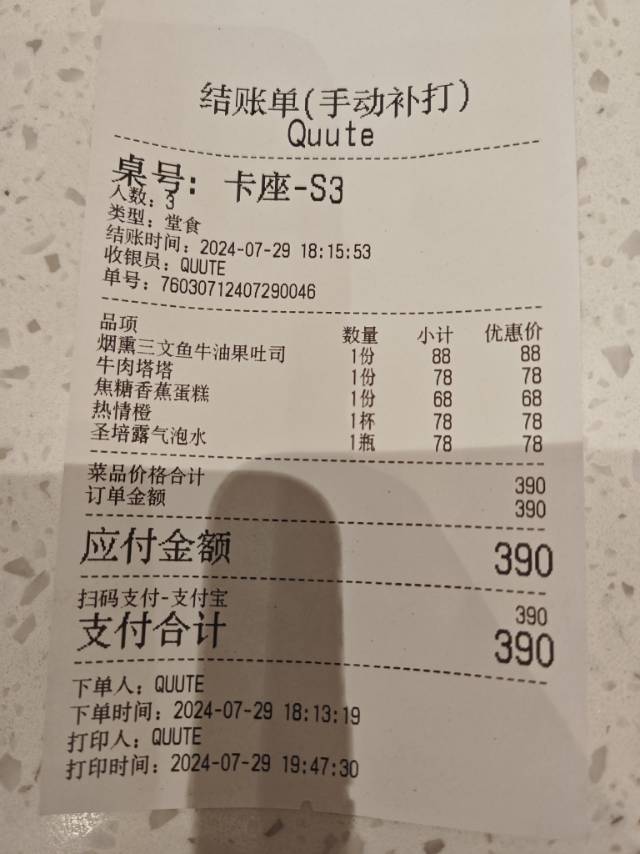 结账单(手动补打)
Quute
桌号: 卡座-S3
人数: 3
类型: 堂食
结账时间: 2024-07-29 18:15:53
收银员: QUUTE
单号: 76030712407290046
品项 数量 小计 优惠价
烟熏三文鱼牛油果吐司 1份 88 88
牛肉塔塔 1份 78 78
焦糖香蕉蛋糕 1份 68 68
热情橙 1杯 78 78
圣培露气泡水 1瓶 78 78
菜品价格合计 390
订单金额 390
应付金额 390
扫码支付-支付宝 390
支付合计 390
下单人: QUUTE
下单时间: 2024-07-29 18:13:19
打印人: QUUTE
打印时间: 2024-07-29 19:47:30